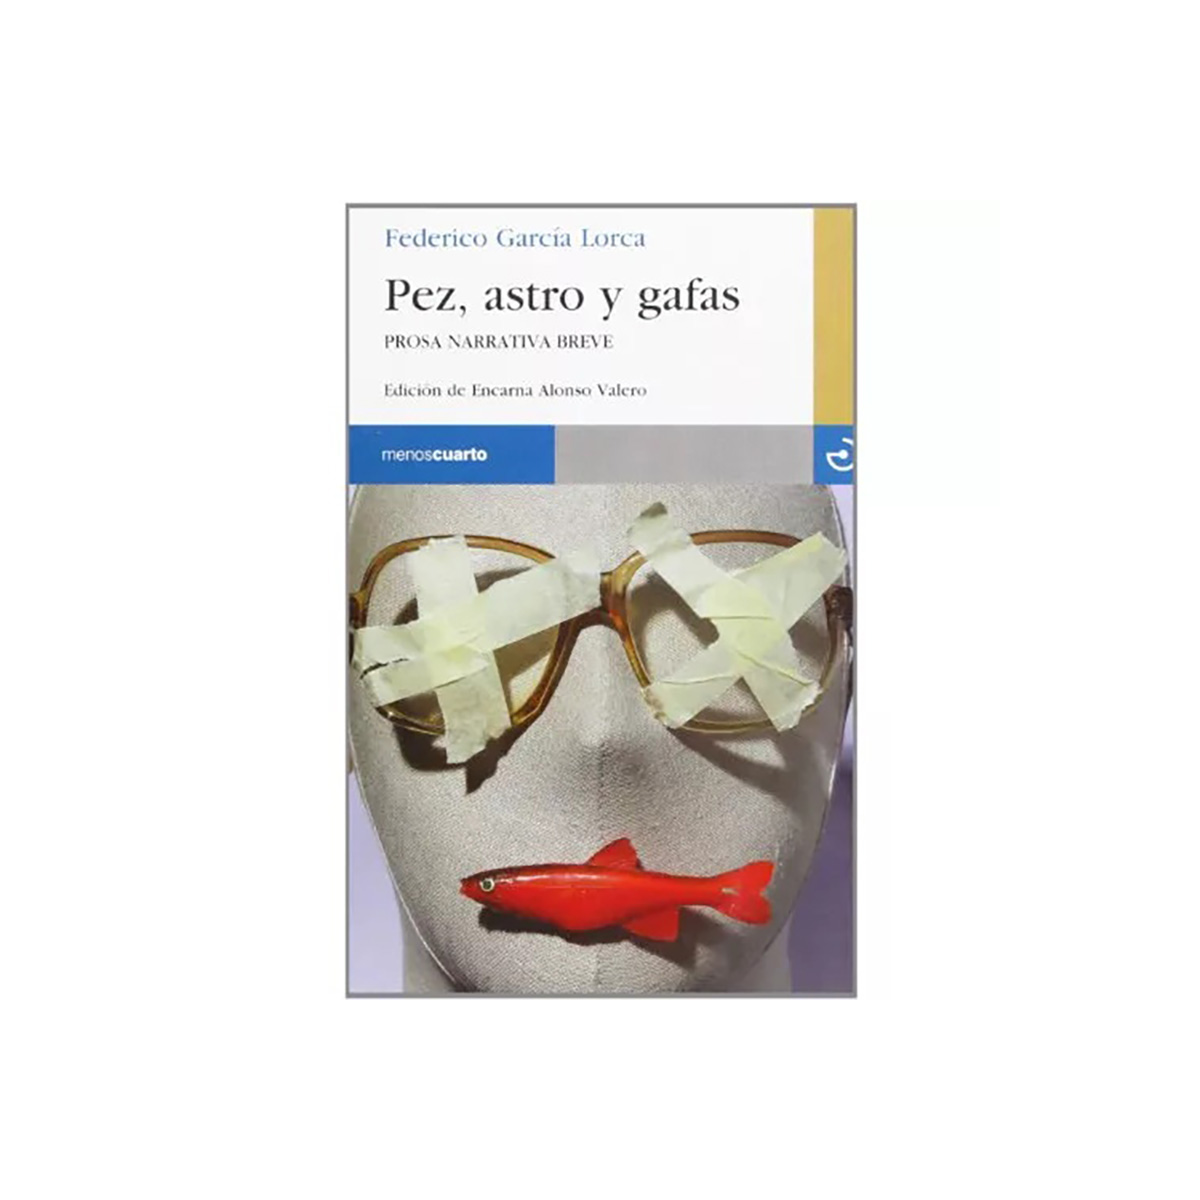 Federico García Lorca
Pez, astro y gafas
PROSA NARRATIVA BREVE
Edición de Encarna Alonso Valero
menoscuarto